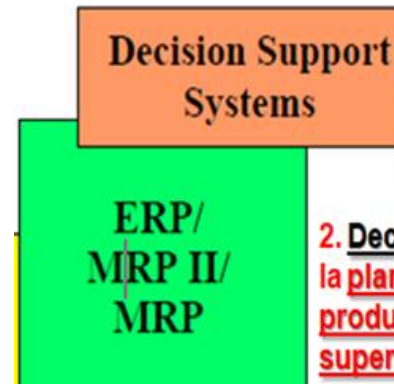 Decision Support
Systems
ERP/
MRP II/
MRP
2. Dec
la plan
produ
super